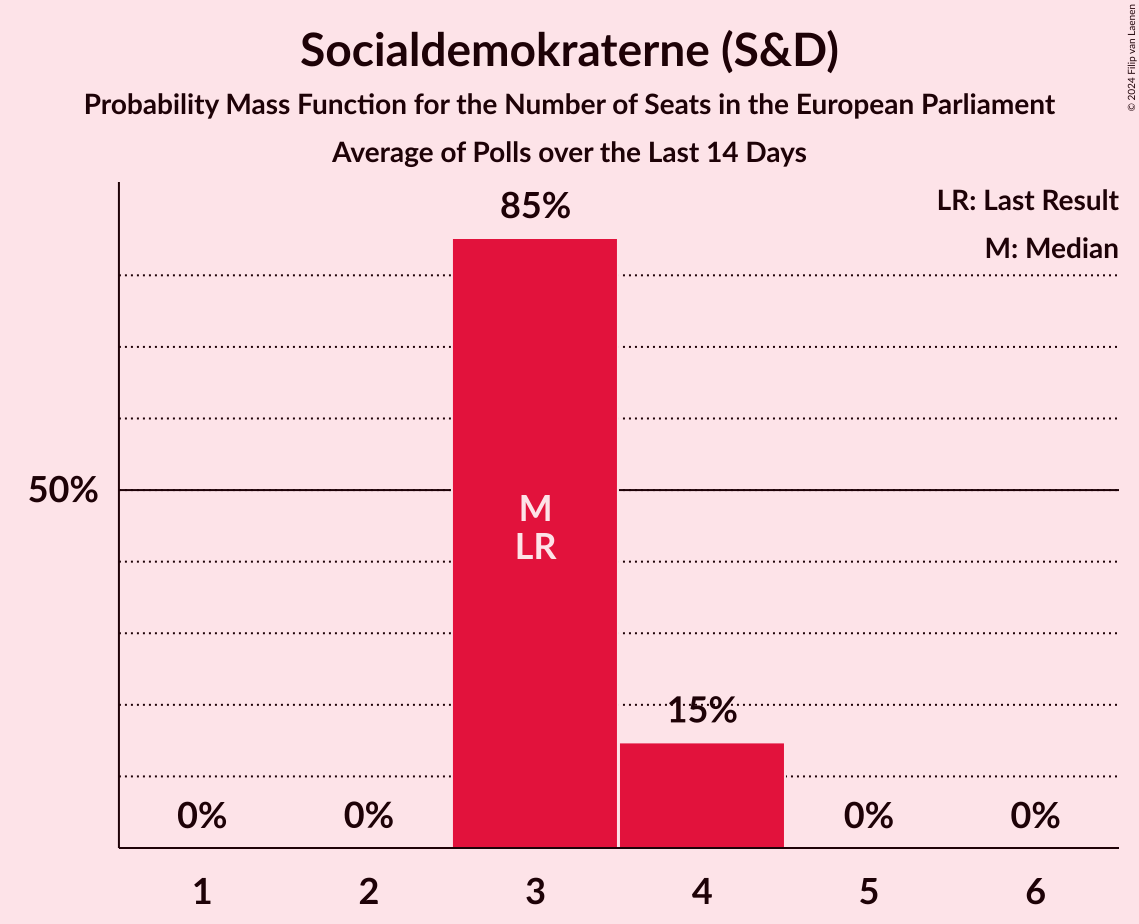 Socialdemokraterne (S&D)
Probability Mass Function for the Number of Seats in the European Parliament
Average of Polls over the Last 14 Days
© 2024 Filip van Laenen
LR: Last Result
M: Median
85%
50%
M
LR
15%
0%
0%
0%
0%
1
2
3
4
5
6